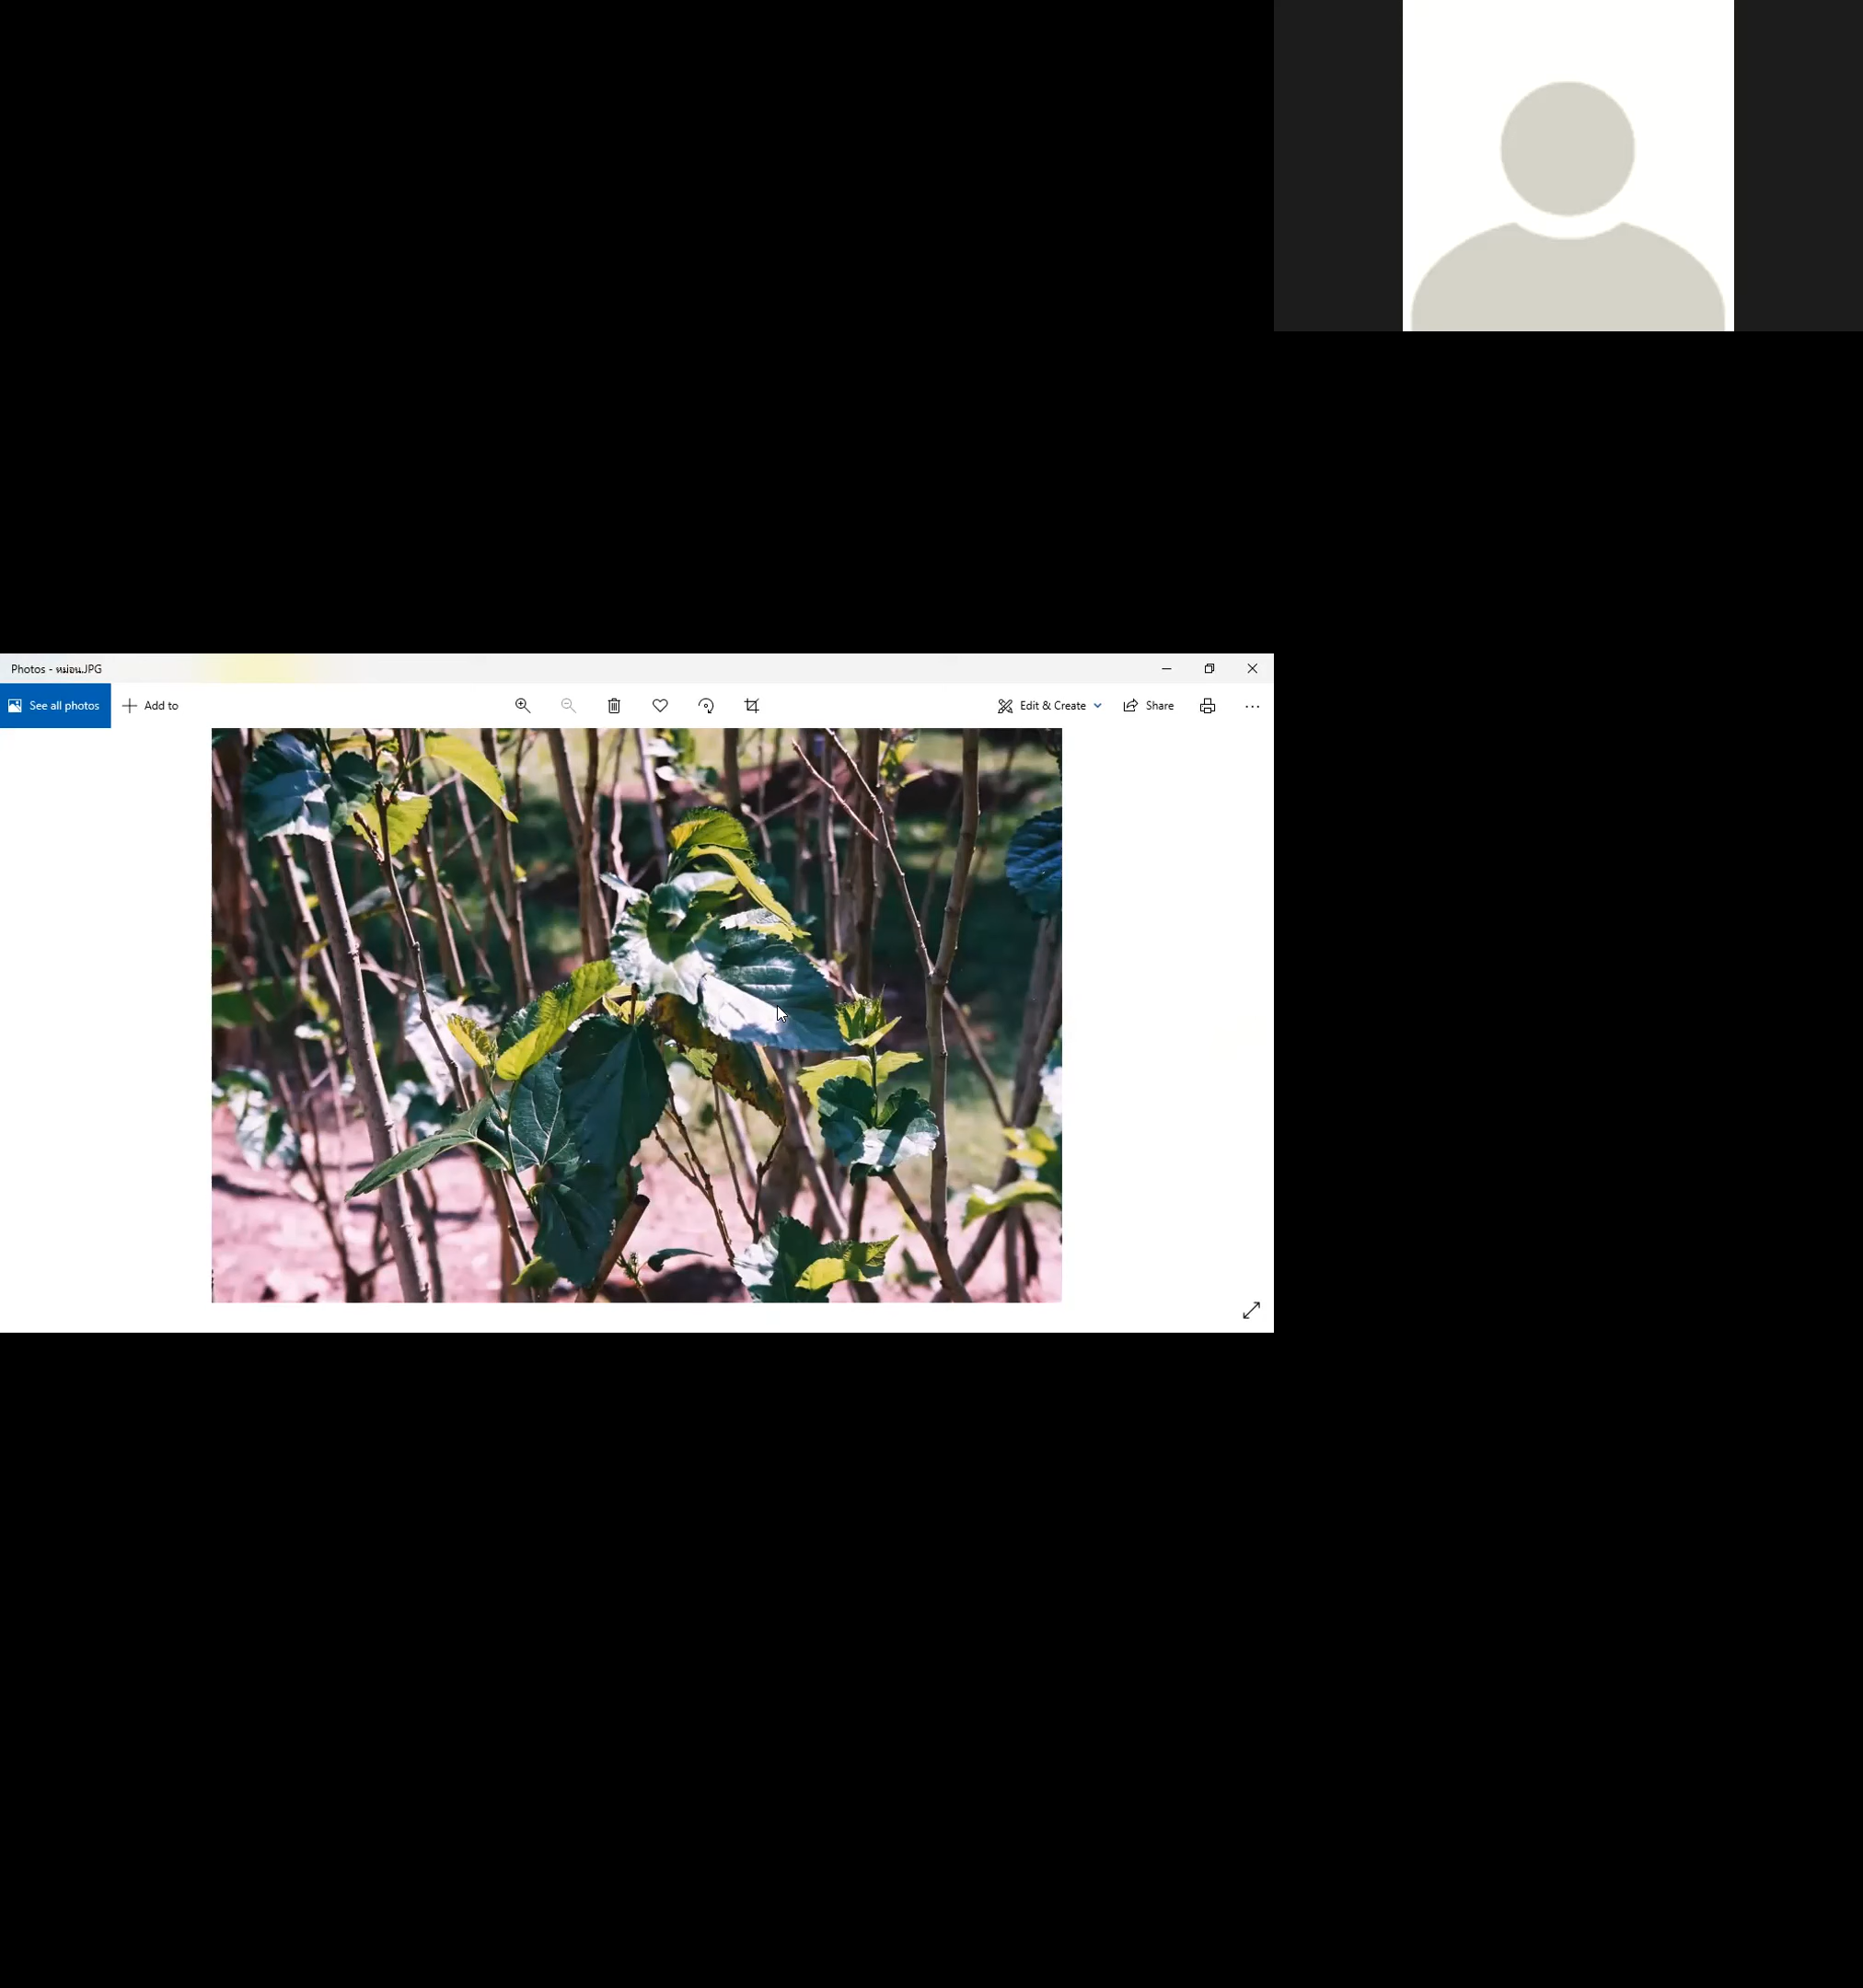 Photos - หม่อน.JPG
See all photos
Add to
Edit & Create
Share